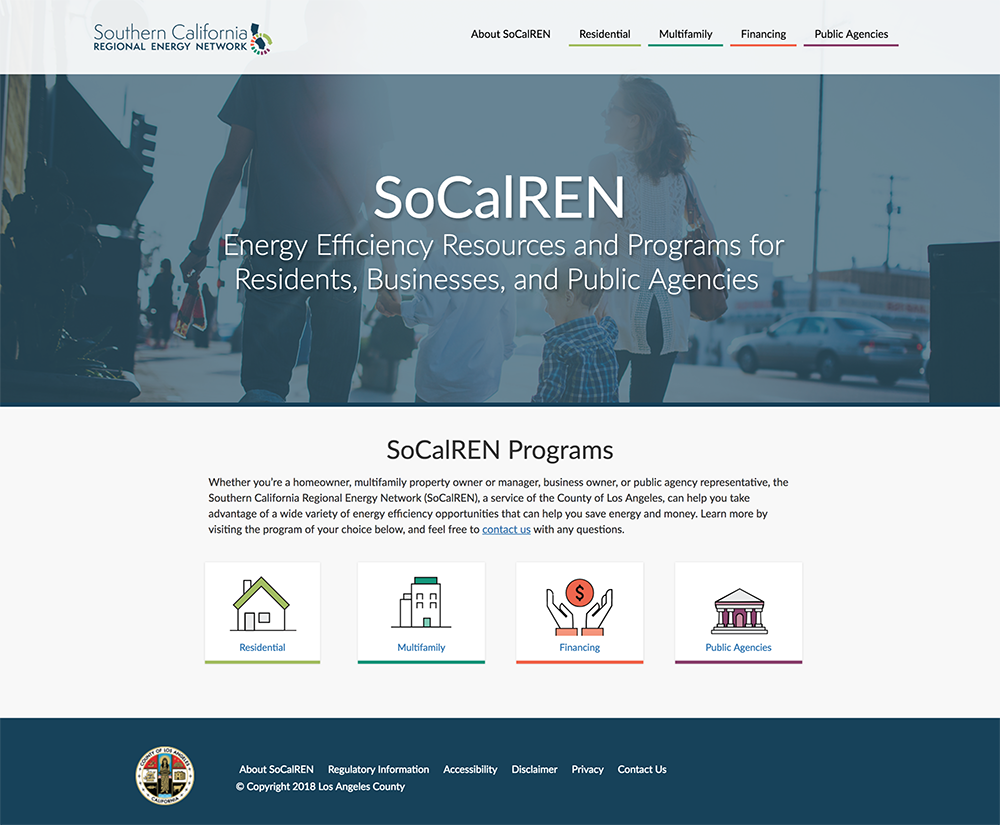 Southern California
REGIONAL ENERGY NETWORK
About SoCalREN
Residential
Multifamily
Financing
Public Agencies
SoCalREN
Energy Efficiency Resources and Programs for
Residents, Businesses, and Public Agencies
SoCalREN Programs
Whether you're a homeowner, multifamily property owner or manager, business owner, or public agency representative, the
Southern California Regional Energy Network (SoCalREN), a service of the County of Los Angeles, can help you take
advantage of a wide variety of energy efficiency opportunities that can help you save energy and money. Learn more by
visiting the program of your choice below, and feel free to contact us with any questions.
$
Residential
Multifamily
Financing
Public Agencies
COUNTY OF LOS ANGELES
CALIFORNIA
About SoCalREN
Regulatory Information
Accessibility
Disclaimer
Privacy
Contact Us
© Copyright 2018 Los Angeles County